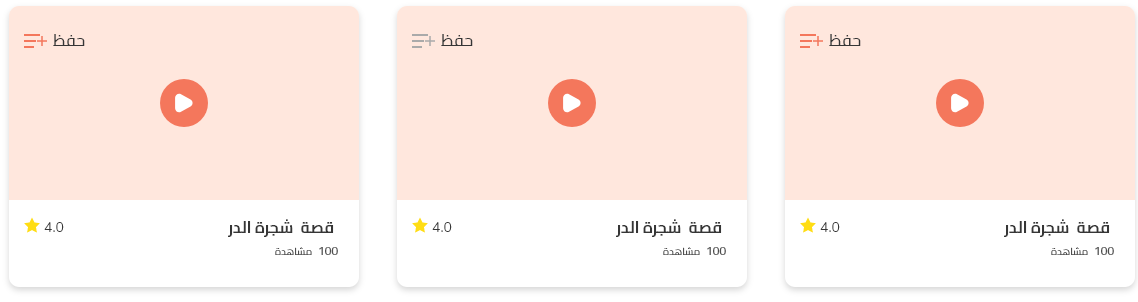 حفظ
قصة شجرة الدر
4.0
100 مشاهدة
حفظ
قصة شجرة الدر
4.0
100 مشاهدة
حفظ
قصة شجرة الدر
4.0
100 مشاهدة